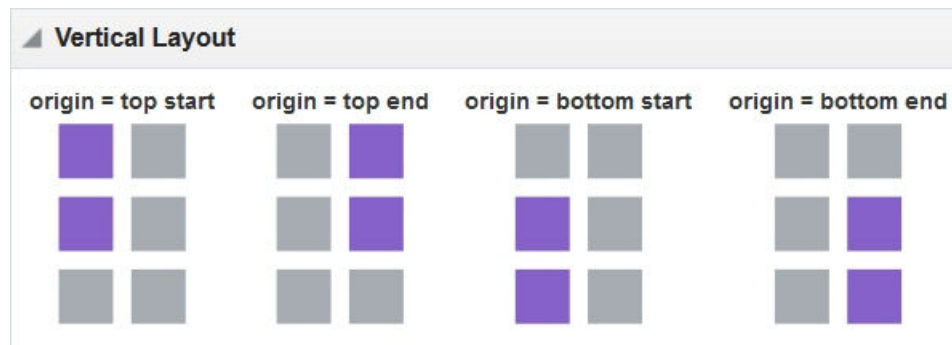 Vertical Layout
origin = top start
origin = top end
origin = bottom start
origin = bottom end